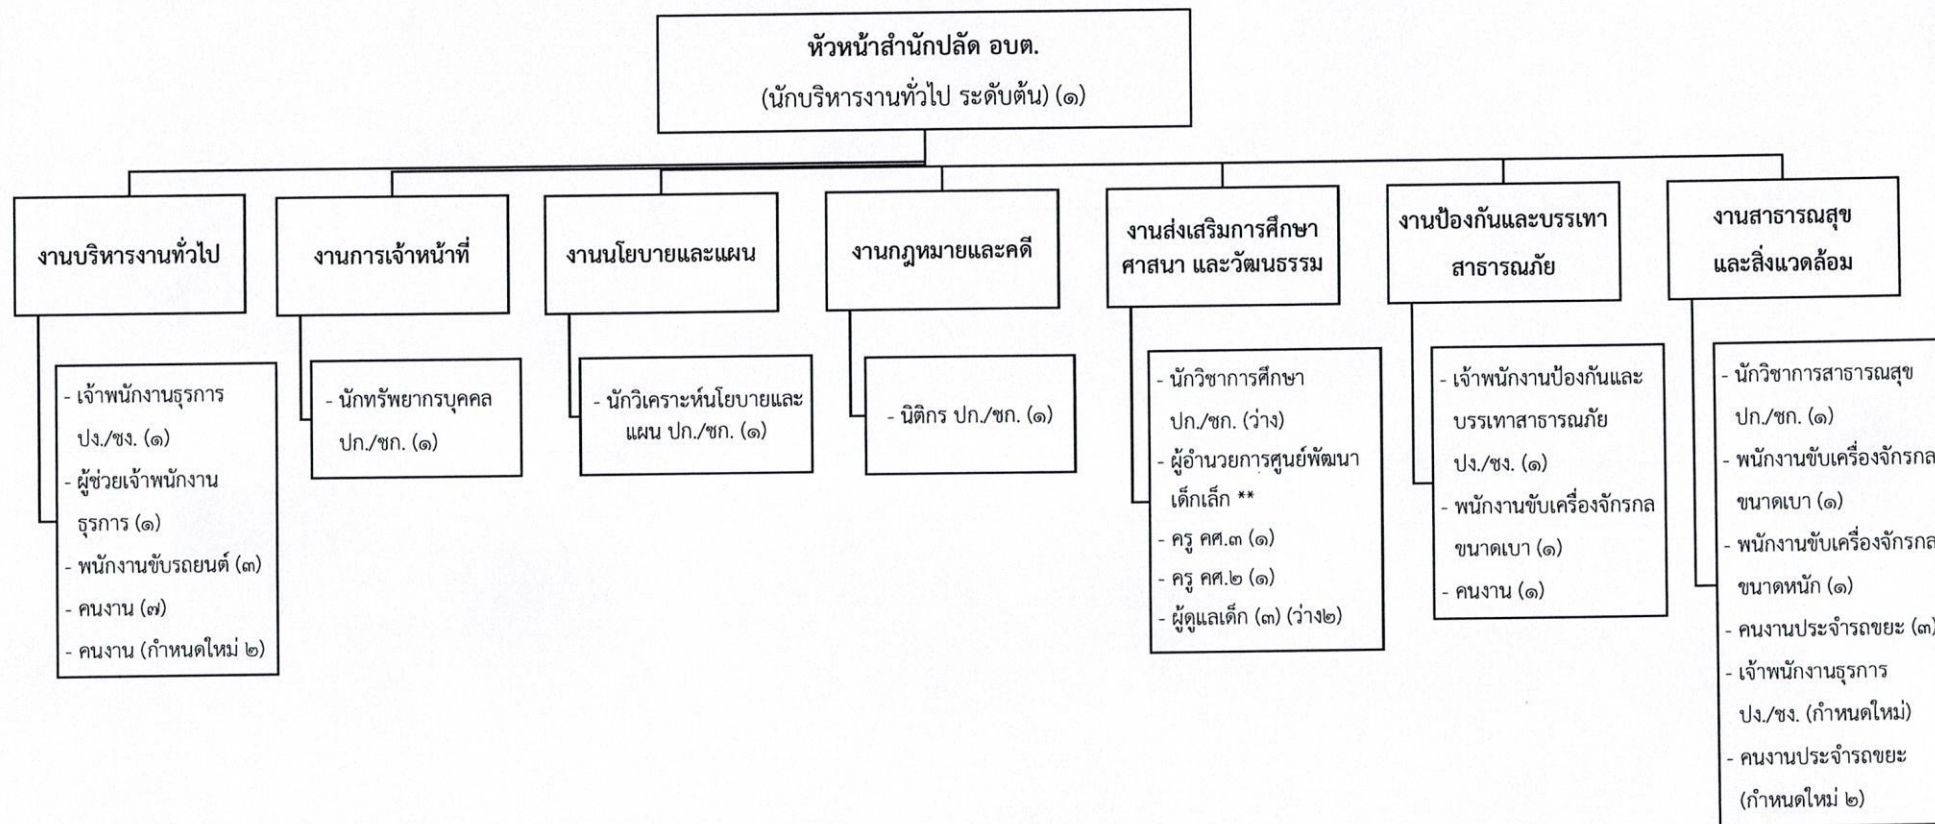 หัวหน้าสำนักปลัด อบต.
(นักบริหารงานทั่วไป ระดับต้น) (๑)
งานบริหารงานทั่วไป
- เจ้าพนักงานธุรการ
ปง./ชง. (๑)
- ผู้ช่วยเจ้าพนักงาน
ธุรการ (๑)
- พนักงานขับรถยนต์ (๓)
- คนงาน (๗)
- คนงาน (กำหนดใหม่ ๒)
งานการเจ้าหน้าที่
- นักทรัพยากรบุคคล
ปก./ชก. (๑)
งานนโยบายและแผน
- นักวิเคราะห์นโยบายและ
แผน ปก./ชก. (๑)
งานกฎหมายและคดี
- นิติกร ปก./ชก. (๑)
งานส่งเสริมการศึกษา
ศาสนา และวัฒนธรรม
- นักวิชาการศึกษา
ปก./ชก. (ว่าง)
- ผู้อำนวยการศูนย์พัฒนา
เด็กเล็ก **
- ครู คศ.๓ (๑)
- ครู คศ.๒ (๑)
- ผู้ดูแลเด็ก (๓) (ว่าง๒)
งานป้องกันและบรรเทา
สาธารณภัย
- เจ้าพนักงานป้องกันและ
บรรเทาสาธารณภัย
ปง./ชง. (๑)
- พนักงานขับเครื่องจักรกล
ขนาดเบา (๑)
- คนงาน (๑)
งานสาธารณสุข
และสิ่งแวดล้อม
- นักวิชาการสาธารณสุข
ปก./ชก. (๑)
- พนักงานขับเครื่องจักรกล
ขนาดเบา (๑)
- พนักงานขับเครื่องจักรกล
ขนาดหนัก (๑)
- คนงานประจำรถขยะ (๓)
- เจ้าพนักงานธุรการ
ปง./ชง. (กำหนดใหม่)
- คนงานประจำรถขยะ
(กำหนดใหม่ ๒)